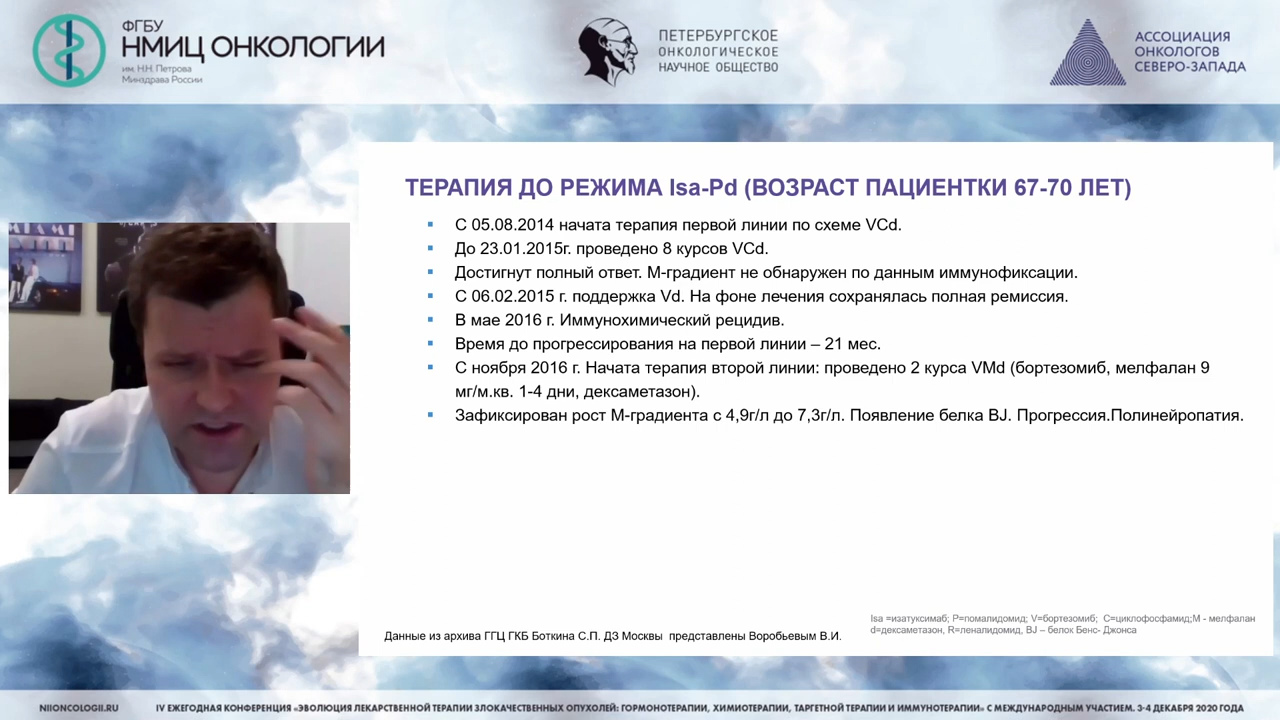 ФГБУ
НМИЦ ОНКОЛОГИИ
им. Н.Н. Петрова
Минздрава России
ПЕТЕРБУРГСКОЕ
ОНКОЛОГИЧЕСКОЕ
НАУЧНОЕ ОБЩЕСТВО
АССОЦИАЦИЯ
ОНКОЛОГОВ
СЕВЕРО-ЗАПАДА
ТЕРАПИЯ ДО РЕЖИМА Isa-Pd (ВОЗРАСТ ПАЦИЕНТКИ 67-70 ЛЕТ)
С 05.08.2014 начата терапия первой линии по схеме VCd.
До 23.01.2015г. проведено 8 курсов VCd.
Достигнут полный ответ. М-градиент не обнаружен по данным иммунофиксации.
С 06.02.2015 г. поддержка Vd. На фоне лечения сохранялась полная ремиссия.
В мае 2016 г. Иммунохимический рецидив.
Время до прогрессирования на первой линии – 21 мес.
С ноября 2016 г. Начата терапия второй линии: проведено 2 курса VMd (бортезомиб, мелфалан 9
мг/м.кв. 1-4 дни, дексаметазон).
Зафиксирован рост М-градиента с 4,9г/л до 7,3г/л. Появление белка BJ. Прогрессия.Полинейропатия.
Isa =изатуксимаб; P=помалидомид; V=бортезомиб; C=циклофосфамид;M - мелфалан
d=дексаметазон, R=леналидомид, BJ – белок Бенс- Джонса
Данные из архива ГГЦ ГКБ Боткина С.П. ДЗ Москвы представлены Воробьевым В.И.
NIIONCOLOGII.RU
IV ЕЖЕГОДНАЯ КОНФЕРЕНЦИЯ «ЭВОЛЮЦИЯ ЛЕКАРСТВЕННОЙ ТЕРАПИИ ЗЛОКАЧЕСТВЕННЫХ ОПУХОЛЕЙ: ГОРМОНОТЕРАПИИ, ХИМИОТЕРАПИИ, ТАРГЕТНОЙ ТЕРАПИИ И ИММУНОТЕРАПИИ» С МЕЖДУНАРОДНЫМ УЧАСТИЕМ. 3-4 ДЕКАБРЯ 2020 ГОДА